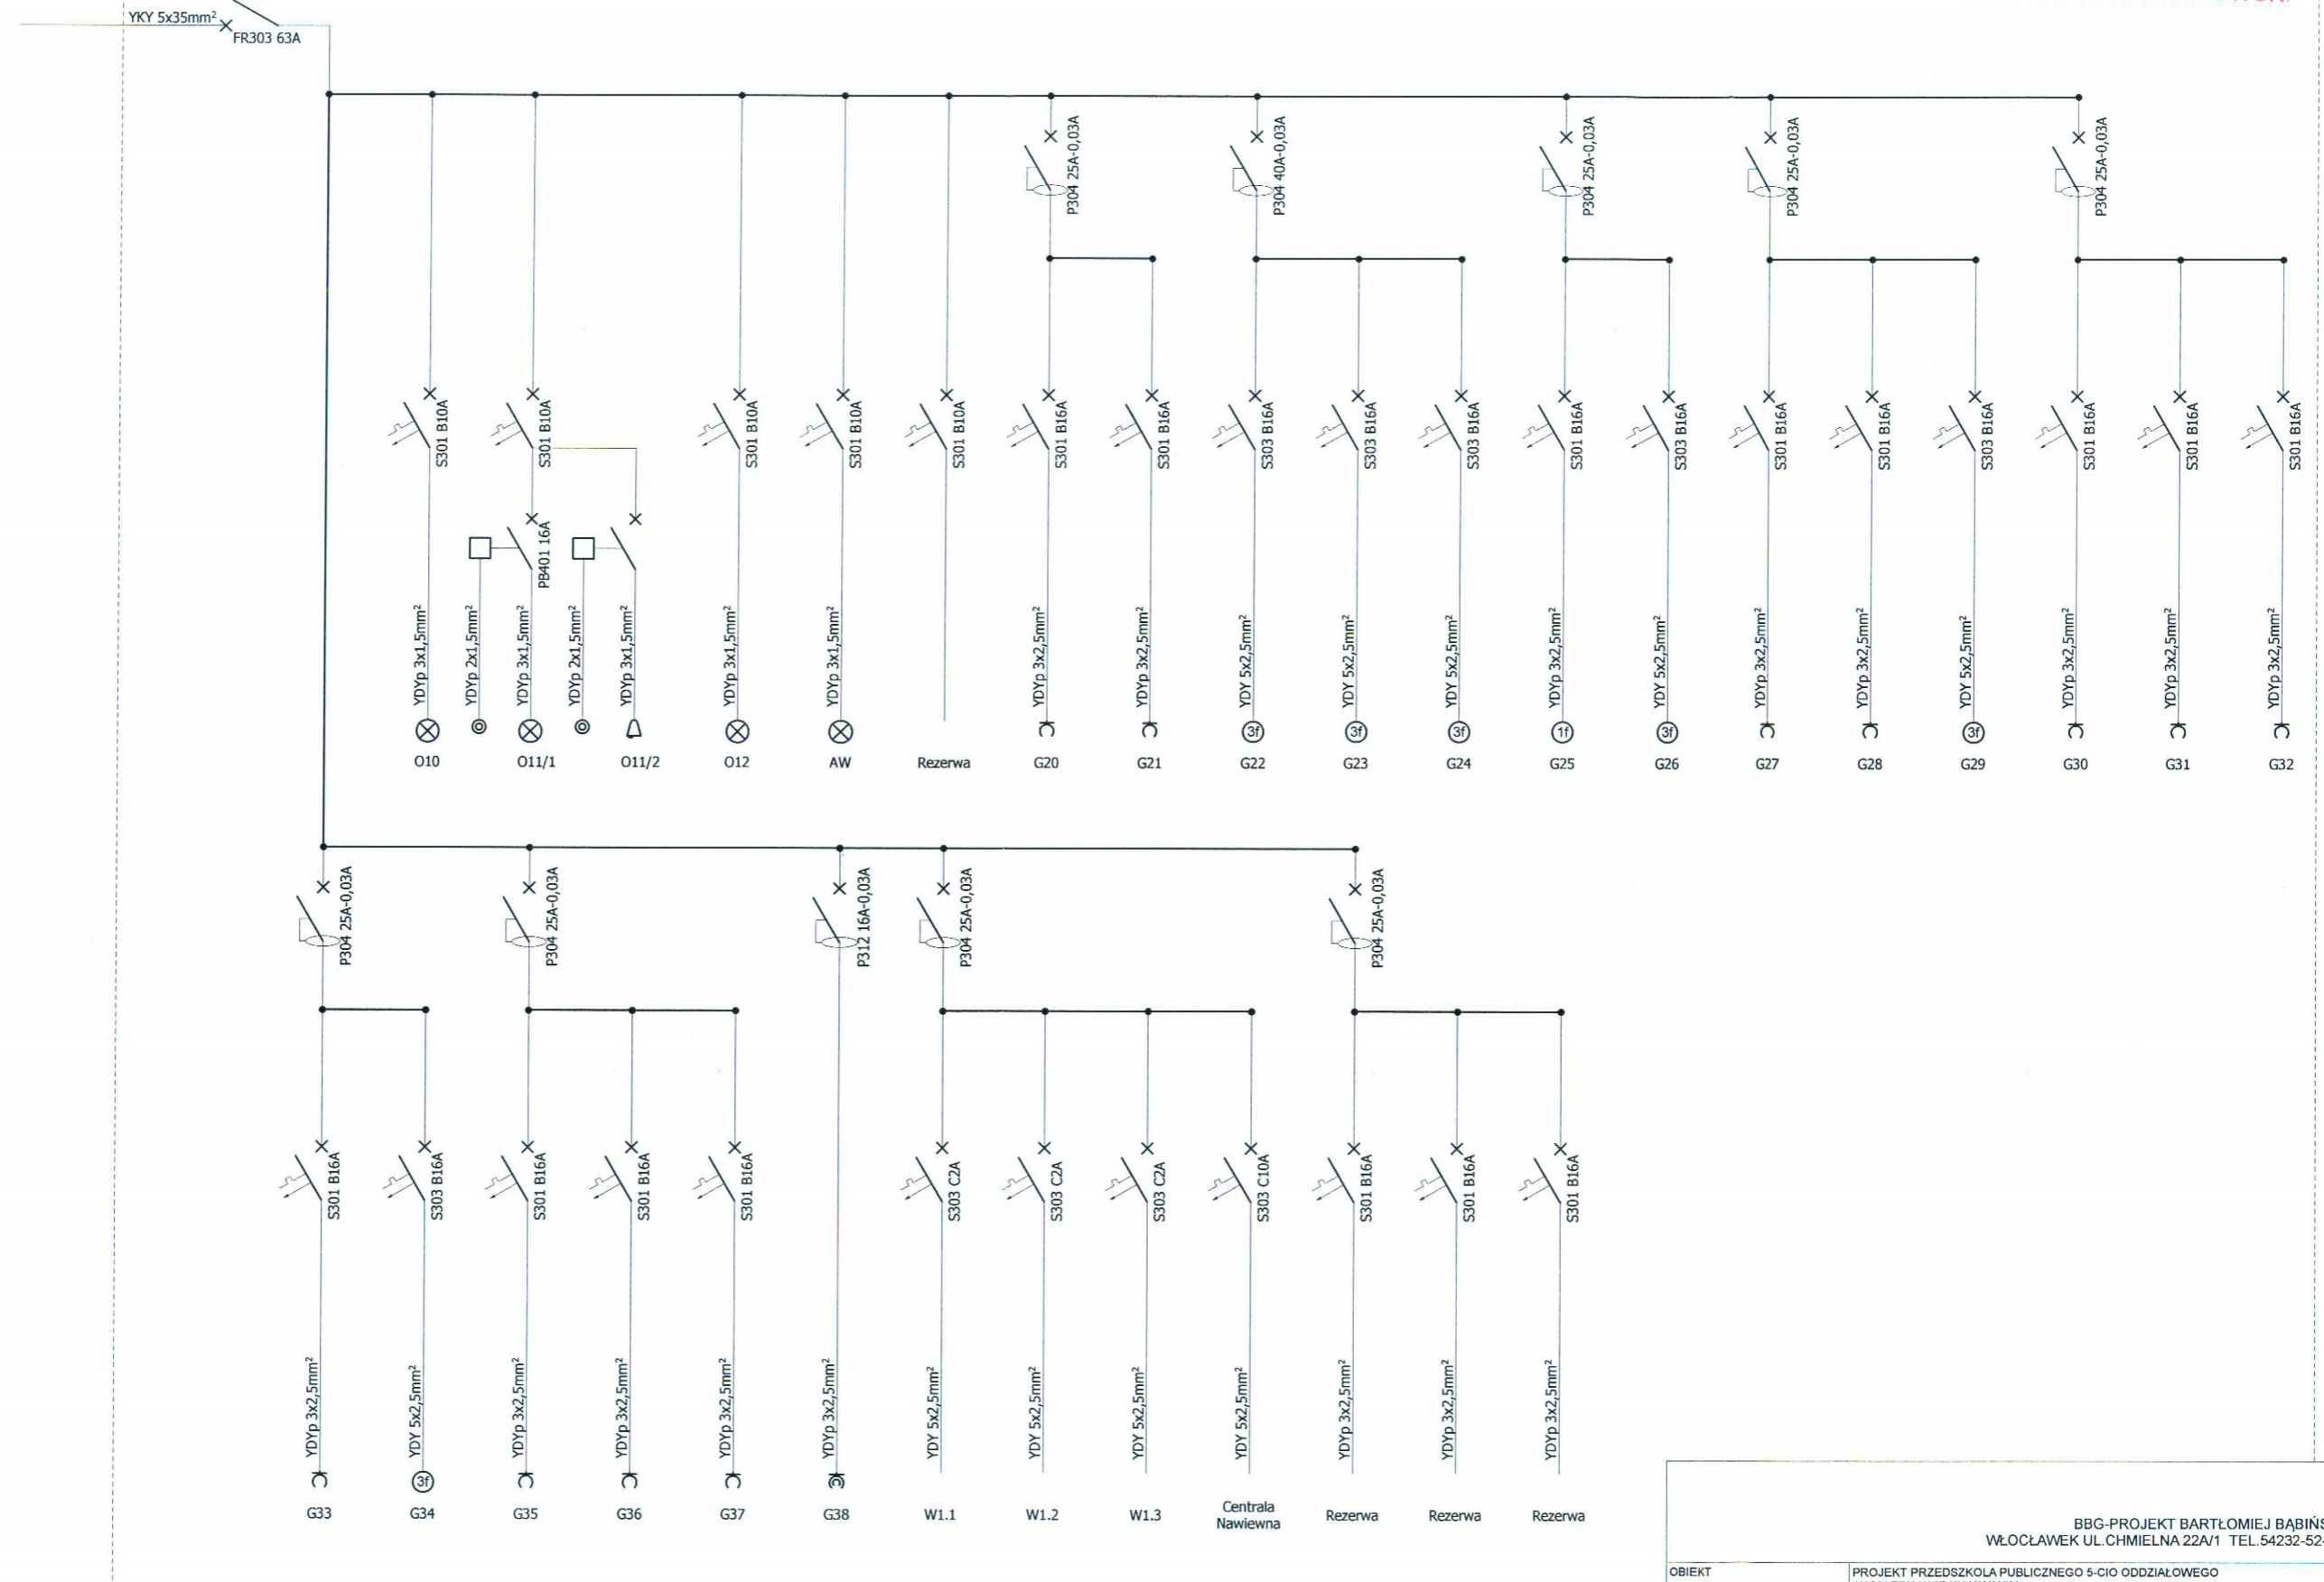 YKY 5x35mm²
FR303 63A
P304 25A-0,03A
P304 40A-0,03A
P304 25A-0,03A
P304 25A-0,03A
P304 25A-0,03A
S301 B10A
S301 B10A
S301 B10A
S301 B10A
S301 B10A
S301 B16A
S301 B16A
S303 B16A
S303 B16A
S303 B16A
S301 B16A
S303 B16A
S301 B16A
S301 B16A
S303 B16A
S301 B16A
S301 B16A
S301 B16A
PB401 16A
YDYp 3x1,5mm²
YDYp 2x1,5mm²
YDYp 3x1,5mm²
YDYp 2x1,5mm²
YDYp 3x1,5mm²
YDYp 3x1,5mm²
YDYp 3x1,5mm²
YDYp 3x2,5mm²
YDYp 3x2,5mm²
YDY 5x2,5mm²
YDY 5x2,5mm²
YDY 5x2,5mm²
YDYp 3x2,5mm²
YDY 5x2,5mm²
YDYp 3x2,5mm²
YDYp 3x2,5mm²
YDY 5x2,5mm²
YDYp 3x2,5mm²
YDYp 3x2,5mm²
YDYp 3x2,5mm²
3f 3f 3f 1f 3f 3f
O10 O11/1 O11/2 O12 AW Rezerwa G20 G21 G22 G23 G24 G25 G26 G27 G28 G29 G30 G31 G32
P304 25A-0,03A
P304 25A-0,03A
P312 16A-0,03A
P304 25A-0,03A
P304 25A-0,03A
S301 B16A
S303 B16A
S301 B16A
S301 B16A
S301 B16A
S303 C2A
S303 C2A
S303 C2A
S303 C10A
S301 B16A
S301 B16A
S301 B16A
YDYp 3x2,5mm²
YDY 5x2,5mm²
YDYp 3x2,5mm²
YDYp 3x2,5mm²
YDYp 3x2,5mm²
YDYp 3x2,5mm²
YDY 5x2,5mm²
YDY 5x2,5mm²
YDY 5x2,5mm²
YDY 5x2,5mm²
YDYp 3x2,5mm²
YDYp 3x2,5mm²
YDYp 3x2,5mm²
3f
G33 G34 G35 G36 G37 G38 W1.1 W1.2 W1.3 Centrala Nawiewna Rezerwa Rezerwa Rezerwa
BBG-PROJEKT BARTŁOMIEJ BĄBIŃS
WŁOCŁAWEK UL.CHMIELNA 22A/1 TEL.54232-52-
OBIEKT
PROJEKT PRZEDSZKOLA PUBLICZNEGO 5-CIO ODDZIAŁOWEGO